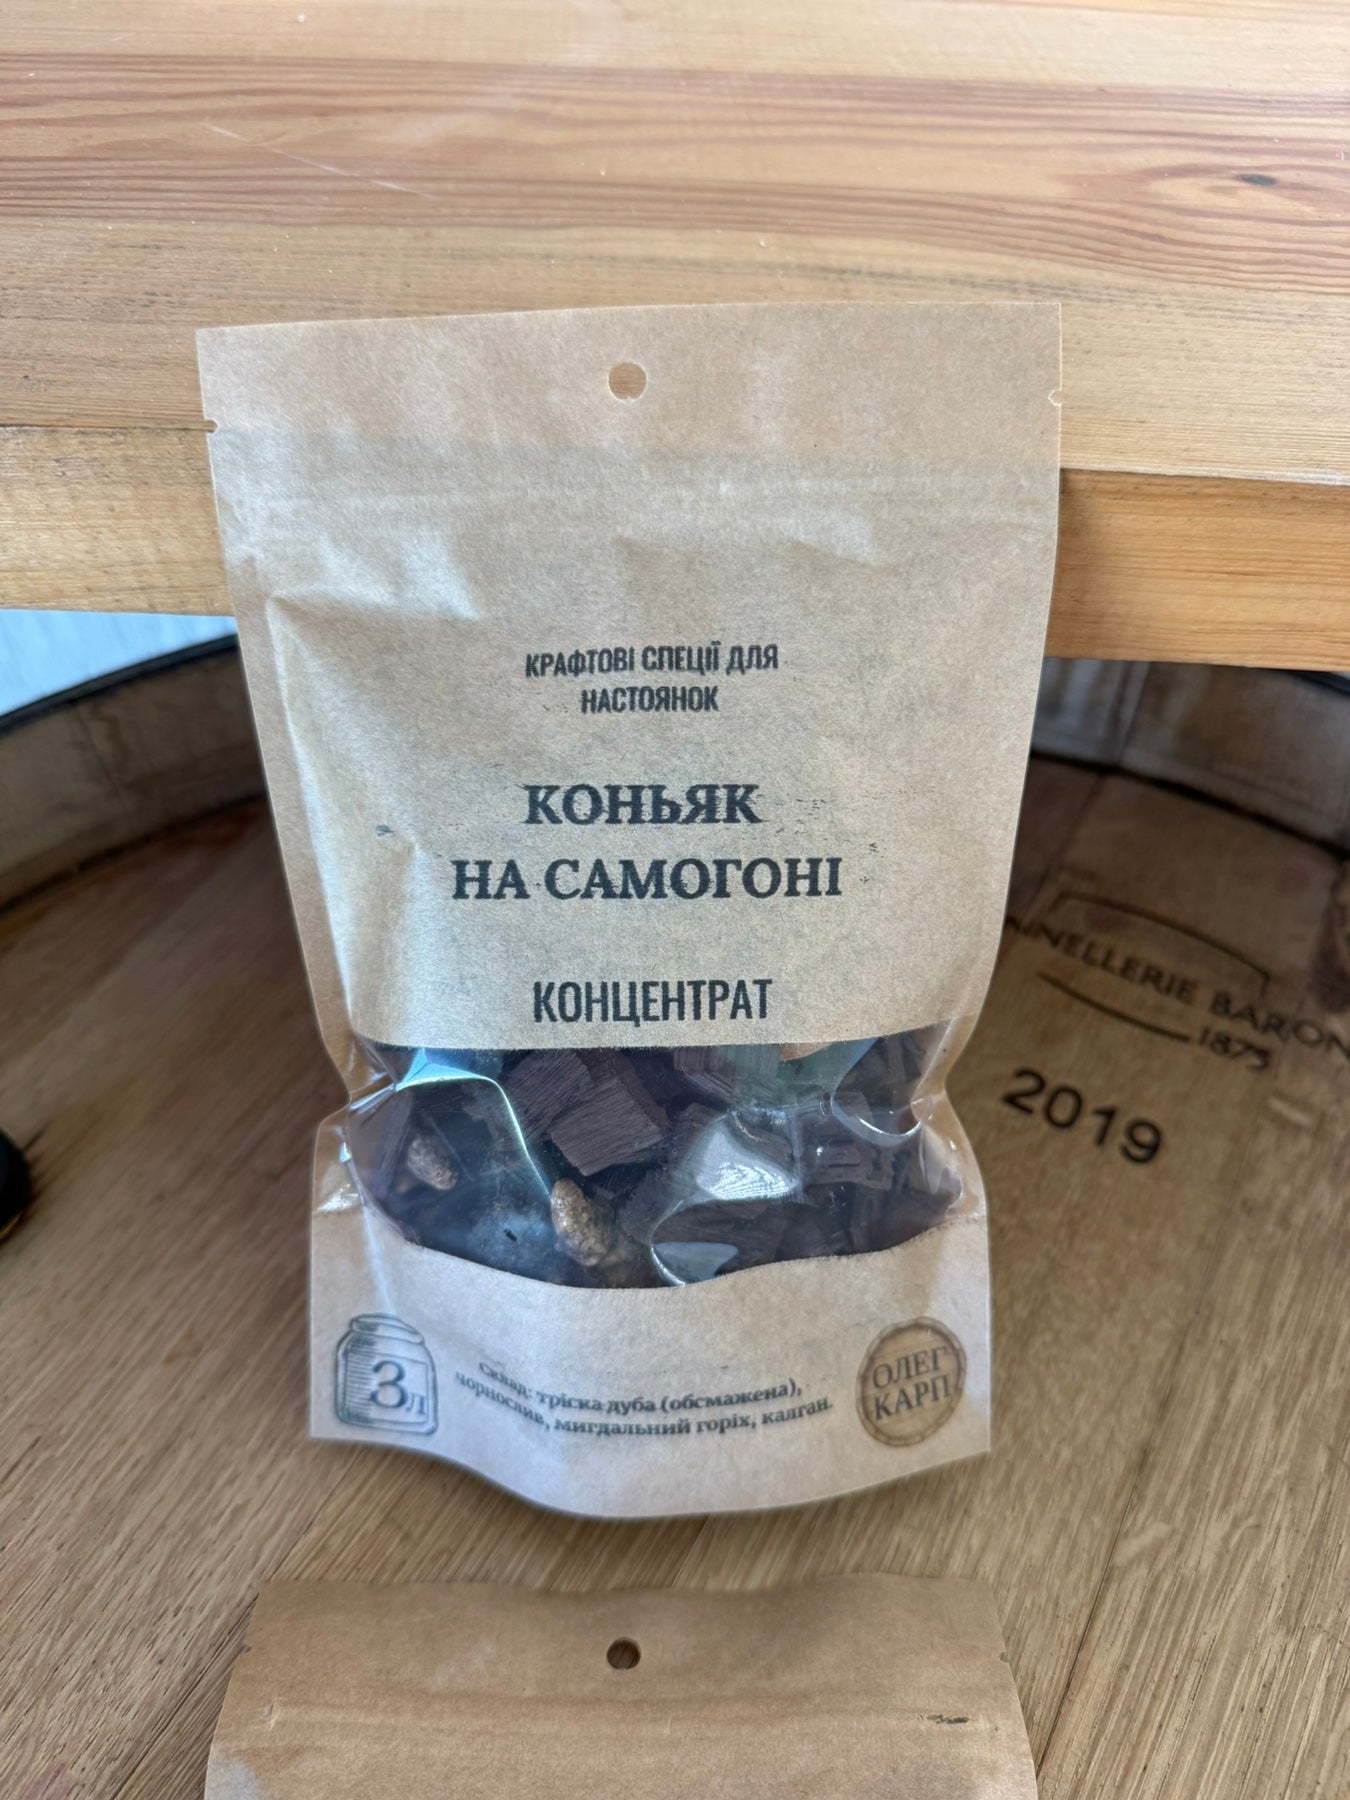 КРАФТОВІ СПЕЦІЇ ДЛЯ
НАСТОЯНОК
КОНЬЯК
НА САМОГОНІ
КОНЦЕНТРАТ
3л
Склад: тріска дуба (обсмажена),
чорнослив, мигдальний горіх, калган.
ОЛЕГ
КАРП
NNELLERIE BARON
1873
2019